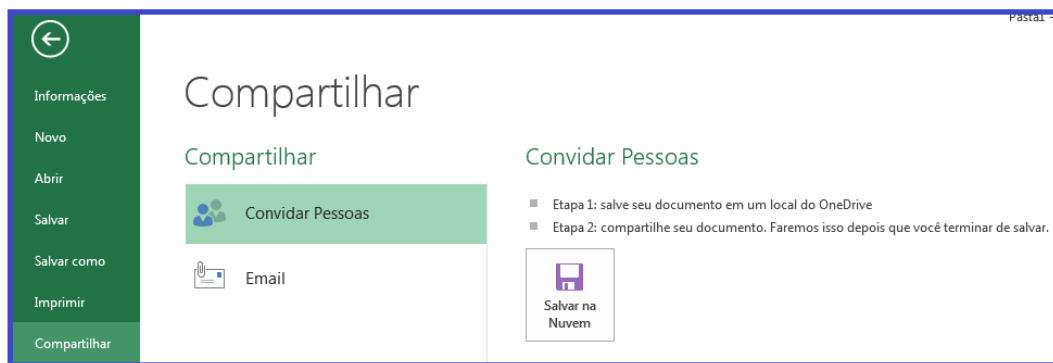 Pasta1 -
Informações
Novo
Abrir
Salvar
Salvar como
Imprimir
Compartilhar
Compartilhar
Compartilhar
Convidar Pessoas
Email
Convidar Pessoas
Etapa 1: salve seu documento em um local do OneDrive
Etapa 2: compartilhe seu documento. Faremos isso depois que você terminar de salvar.
Salvar na
Nuvem